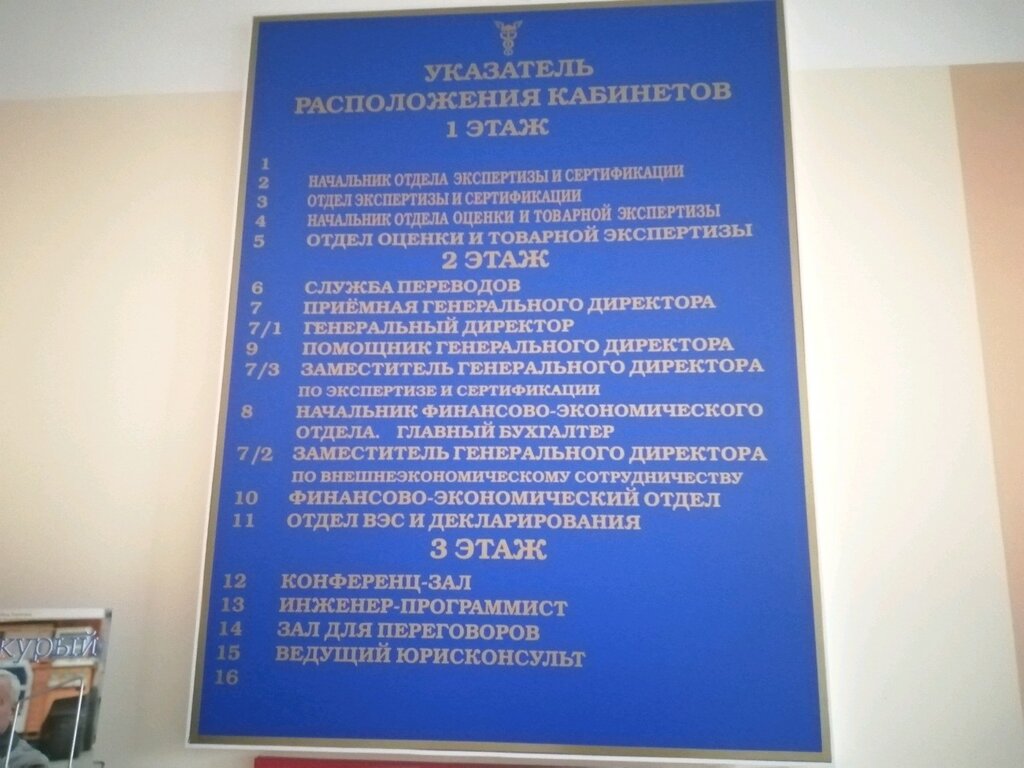 УКАЗАТЕЛЬ
РАСПОЛОЖЕНИЯ КАБИНЕТОВ
1 ЭТАЖ
1
2 НАЧАЛЬНИК ОТДЕЛА ЭКСПЕРТИЗЫ И СЕРТИФИКАЦИИ
3 ОТДЕЛ ЭКСПЕРТИЗЫ И СЕРТИФИКАЦИИ
4 НАЧАЛЬНИК ОТДЕЛА ОЦЕНКИ И ТОВАРНОЙ ЭКСПЕРТИЗЫ
5 ОТДЕЛ ОЦЕНКИ И ТОВАРНОЙ ЭКСПЕРТИЗЫ
2 ЭТАЖ
6 СЛУЖБА ПЕРЕВОДОВ
7 ПРИЁМНАЯ ГЕНЕРАЛЬНОГО ДИРЕКТОРА
7/1 ГЕНЕРАЛЬНЫЙ ДИРЕКТОР
9 ПОМОЩНИК ГЕНЕРАЛЬНОГО ДИРЕКТОРА
7/3 ЗАМЕСТИТЕЛЬ ГЕНЕРАЛЬНОГО ДИРЕКТОРА
ПО ЭКСПЕРТИЗЕ И СЕРТИФИКАЦИИ
8 НАЧАЛЬНИК ФИНАНСОВО-ЭКОНОМИЧЕСКОГО
ОТДЕЛА. ГЛАВНЫЙ БУХГАЛТЕР
7/2 ЗАМЕСТИТЕЛЬ ГЕНЕРАЛЬНОГО ДИРЕКТОРА
ПО ВНЕШНЕЭКОНОМИЧЕСКОМУ СОТРУДНИЧЕСТВУ
10 ФИНАНСОВО-ЭКОНОМИЧЕСКИЙ ОТДЕЛ
11 ОТДЕЛ ВЭС И ДЕКЛАРИРОВАНИЯ
3 ЭТАЖ
12 КОНФЕРЕНЦ-ЗАЛ
13 ИНЖЕНЕР-ПРОГРАММИСТ
14 ЗАЛ ДЛЯ ПЕРЕГОВОРОВ
15 ВЕДУЩИЙ ЮРИСКОНСУЛЬТ
16
курый